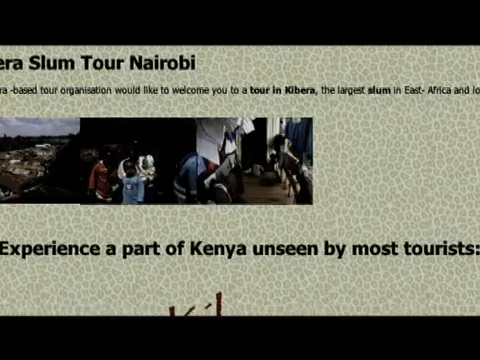 era Slum Tour Nairobi
ra -based tour organisation would like to welcome you to a tour in Kibera, the largest slum in East- Africa and lo
Experience a part of Kenya unseen by most tourists: